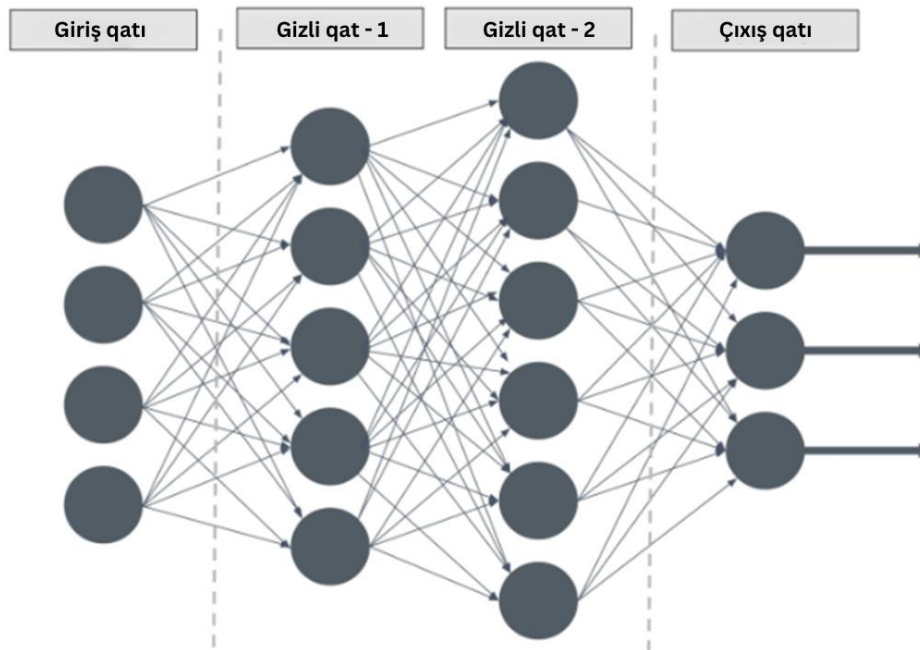 Giriş qatı
Gizli qat - 1
Gizli qat - 2
Çıxış qatı